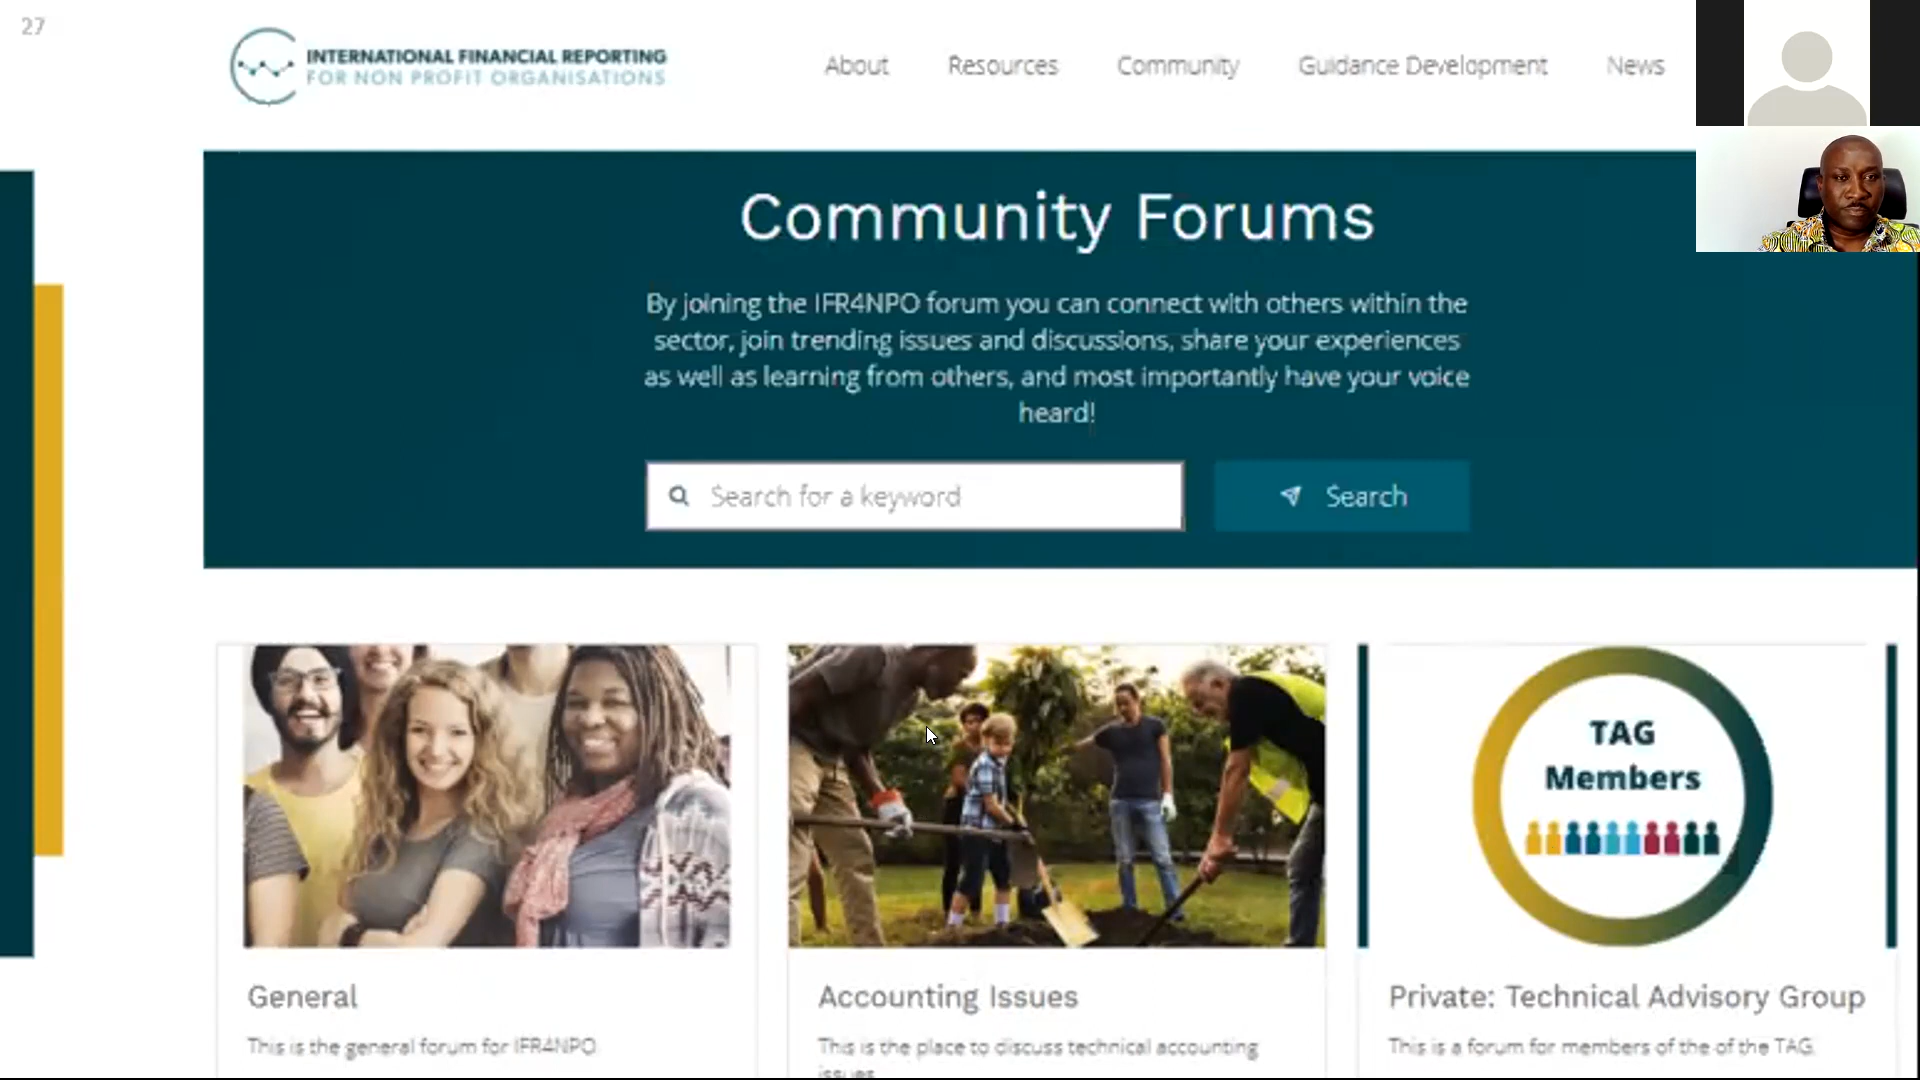 27
INTERNATIONAL FINANCIAL REPORTING
FOR NON PROFIT ORGANISATIONS
About Resources Community Guidance Development News
Community Forums
By joining the IFR4NPO forum you can connect with others within the
sector, join trending issues and discussions, share your experiences
as well as learning from others, and most importantly have your voice
heard!
Search for a keyword
Search
TAG
Members
General
This is the general forum for IFR4NPO
Accounting Issues
This is the place to discuss technical accounting
issues
Private: Technical Advisory Group
This is a forum for members of the of the TAG.